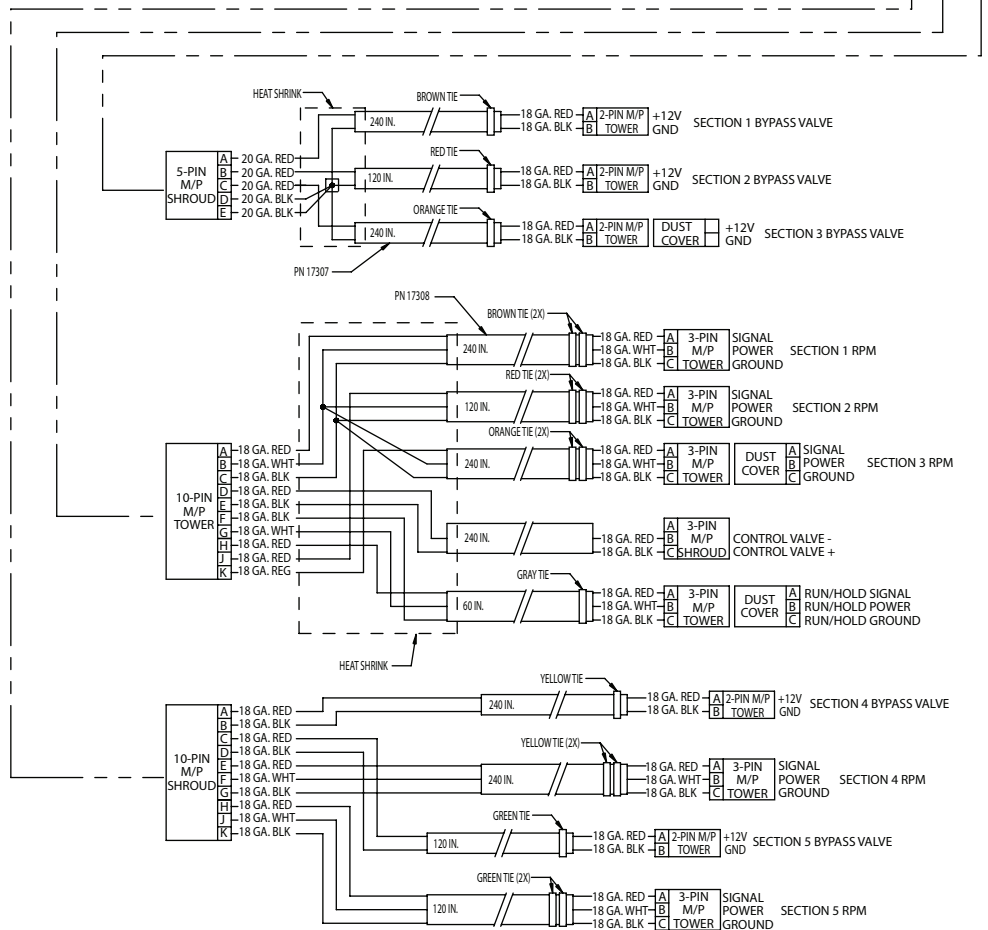 HEAT SHRINK
BROWN TIE
240 IN.
18 GA. RED A 2-PIN M/P +12V
18 GA. BLK B TOWER GND
SECTION 1 BYPASS VALVE
5-PIN
M/P
SHROUD
A 20 GA. RED
B 20 GA. RED
C 20 GA. RED
D 20 GA. BLK
E 20 GA. BLK
RED TIE
120 IN.
18 GA. RED A 2-PIN M/P +12V
18 GA. BLK B TOWER GND
SECTION 2 BYPASS VALVE
ORANGE TIE
240 IN.
18 GA. RED A 2-PIN M/P DUST +12V
18 GA. BLK B TOWER COVER GND
SECTION 3 BYPASS VALVE
PN 17307
PN 17308
BROWN TIE (2X)
240 IN.
18 GA. RED A 3-PIN SIGNAL
18 GA. WHT B M/P POWER SECTION 1 RPM
18 GA. BLK C TOWER GROUND
RED TIE (2X)
120 IN.
18 GA. RED A 3-PIN SIGNAL
18 GA. WHT B M/P POWER SECTION 2 RPM
18 GA. BLK C TOWER GROUND
ORANGE TIE (2X)
240 IN.
18 GA. RED A 3-PIN DUST A SIGNAL
18 GA. WHT B M/P COVER B POWER SECTION 3 RPM
18 GA. BLK C TOWER C GROUND
10-PIN
M/P
TOWER
A 18 GA. RED
B 18 GA. WHT
C 18 GA. BLK
D 18 GA. RED
E 18 GA. BLK
F 18 GA. BLK
G 18 GA. WHT
H 18 GA. RED
J 18 GA. RED
K 18 GA. REG
240 IN.
A 3-PIN
18 GA. RED B M/P CONTROL VALVE -
18 GA. BLK C SHROUD CONTROL VALVE +
GRAY TIE
60 IN.
18 GA. RED A 3-PIN DUST A RUN/HOLD SIGNAL
18 GA. WHT B M/P COVER B RUN/HOLD POWER
18 GA. BLK C TOWER C RUN/HOLD GROUND
HEAT SHRINK
YELLOW TIE
240 IN.
18 GA. RED A 2-PIN M/P +12V
18 GA. BLK B TOWER GND
SECTION 4 BYPASS VALVE
10-PIN
M/P
SHROUD
A 18 GA. RED
B 18 GA. BLK
C 18 GA. RED
D 18 GA. BLK
E 18 GA. RED
F 18 GA. WHT
G 18 GA. BLK
H 18 GA. RED
J 18 GA. WHT
K 18 GA. BLK
YELLOW TIE (2X)
240 IN.
18 GA. RED A 3-PIN SIGNAL
18 GA. WHT B M/P POWER SECTION 4 RPM
18 GA. BLK C TOWER GROUND
GREEN TIE
120 IN.
18 GA. RED A 2-PIN M/P +12V
18 GA. BLK B TOWER GND
SECTION 5 BYPASS VALVE
GREEN TIE (2X)
120 IN.
18 GA. RED A 3-PIN SIGNAL
18 GA. WHT B M/P POWER SECTION 5 RPM
18 GA. BLK C TOWER GROUND